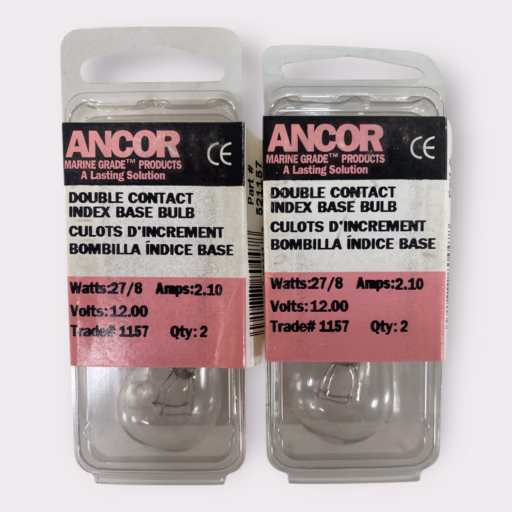 ANCOR
MARINE GRADE™ PRODUCTS
A Lasting Solution
CE
DOUBLE CONTACT
INDEX BASE BULB
CULOTS D'INCREMENT
BOMBILLA ÍNDICE BASE
Watts:27/8 Amps:2.10
Volts:12.00
Trade# 1157 Qty: 2
Part #
521157
ANCOR
MARINE GRADE™ PRODUCTS
A Lasting Solution
CE
DOUBLE CONTACT
INDEX BASE BULB
CULOTS D'INCREMENT
BOMBILLA ÍNDICE BASE
Watts:27/8 Amps:2.10
Volts:12.00
Trade# 1157 Qty: 2